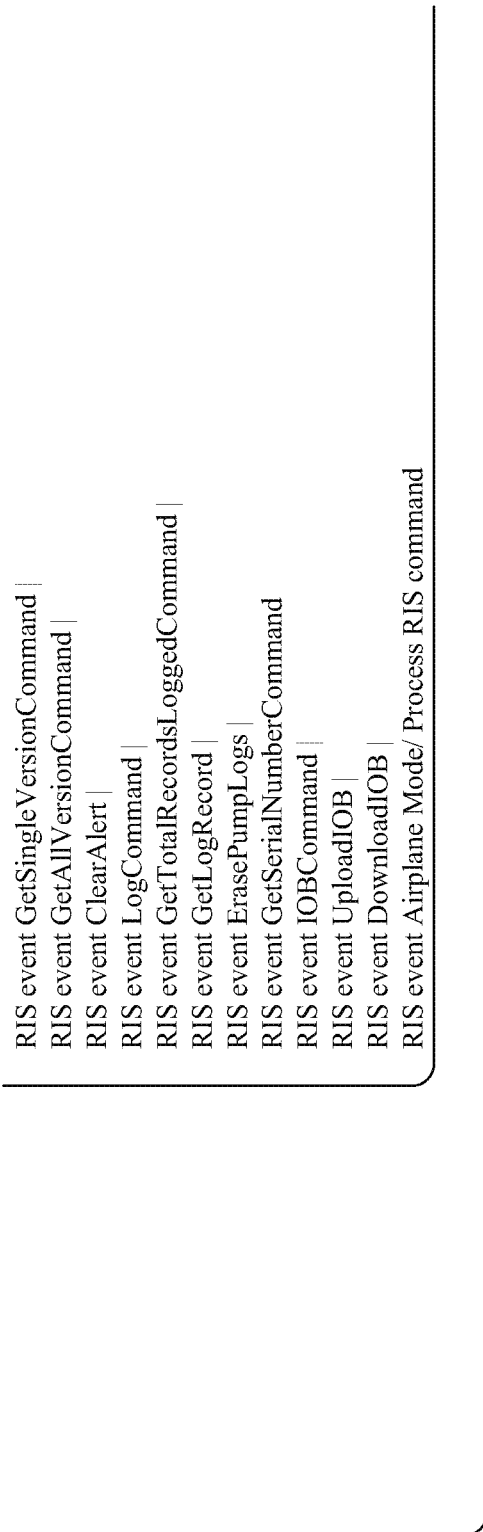 RIS event GetSingleVersionCommand |
RIS event GetAllVersionCommand |
RIS event ClearAlert |
RIS event LogCommand |
RIS event GetTotalRecordsLoggedCommand |
RIS event GetLogRecord |
RIS event ErasePumpLogs |
RIS event GetSerialNumberCommand
RIS event IOBCommand |
RIS event UploadIOB |
RIS event DownloadIOB |
RIS event Airplane Mode/ Process RIS command